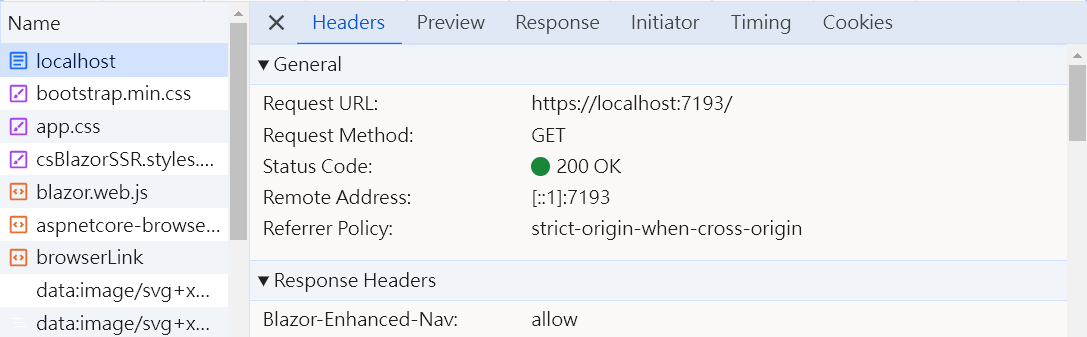 Name
localhost
bootstrap.min.css
app.css
csBlazorSSR.styles....
blazor.web.js
aspnetcore-browse...
browserLink
data:image/svg+x...
data:image/svg+x...
Headers Preview Response Initiator Timing Cookies
General
Request URL: https://localhost:7193/
Request Method: GET
Status Code: 200 OK
Remote Address: [::1]:7193
Referrer Policy: strict-origin-when-cross-origin
Response Headers
Blazor-Enhanced-Nav: allow